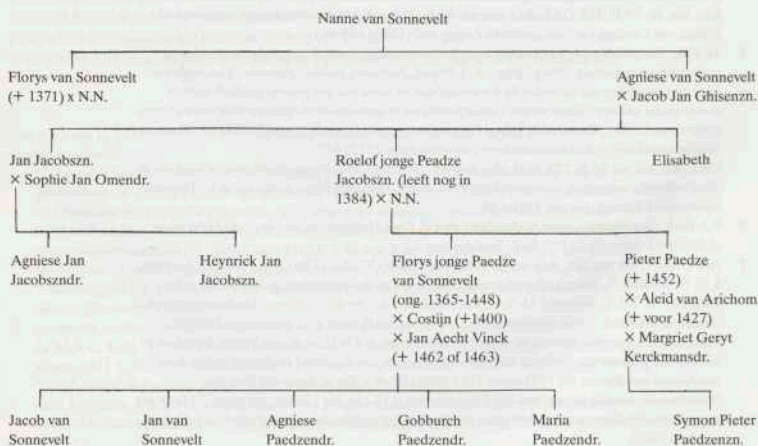 Nanne van Sonnevelt
Florys van Sonnevelt
(+ 1371) x N.N.
Agniese van Sonnevelt
× Jacob Jan Ghisenzn.
Jan Jacobszn.
× Sophie Jan Omendr.
Roelof jonge Peadze
Jacobszn. (leeft nog in
1384) × N.N.
Elisabeth
Agniese Jan
Jacobszndr.
Heynrick Jan
Jacobszn.
Florys jonge Paedze
van Sonnevelt
(ong. 1365-1448)
× Costijn (+1400)
× Jan Aecht Vinck
(+ 1462 of 1463)
Pieter Paedze
(+ 1452)
× Aleid van Arichom
(+ voor 1427)
× Margriet Geryt
Kerckmansdr.
Jacob van
Sonnevelt
Jan van
Sonnevelt
Agniese
Paedzendr.
Gobburch
Paedzendr.
Maria
Paedzendr.
Symon Pieter
Paedzenzn.